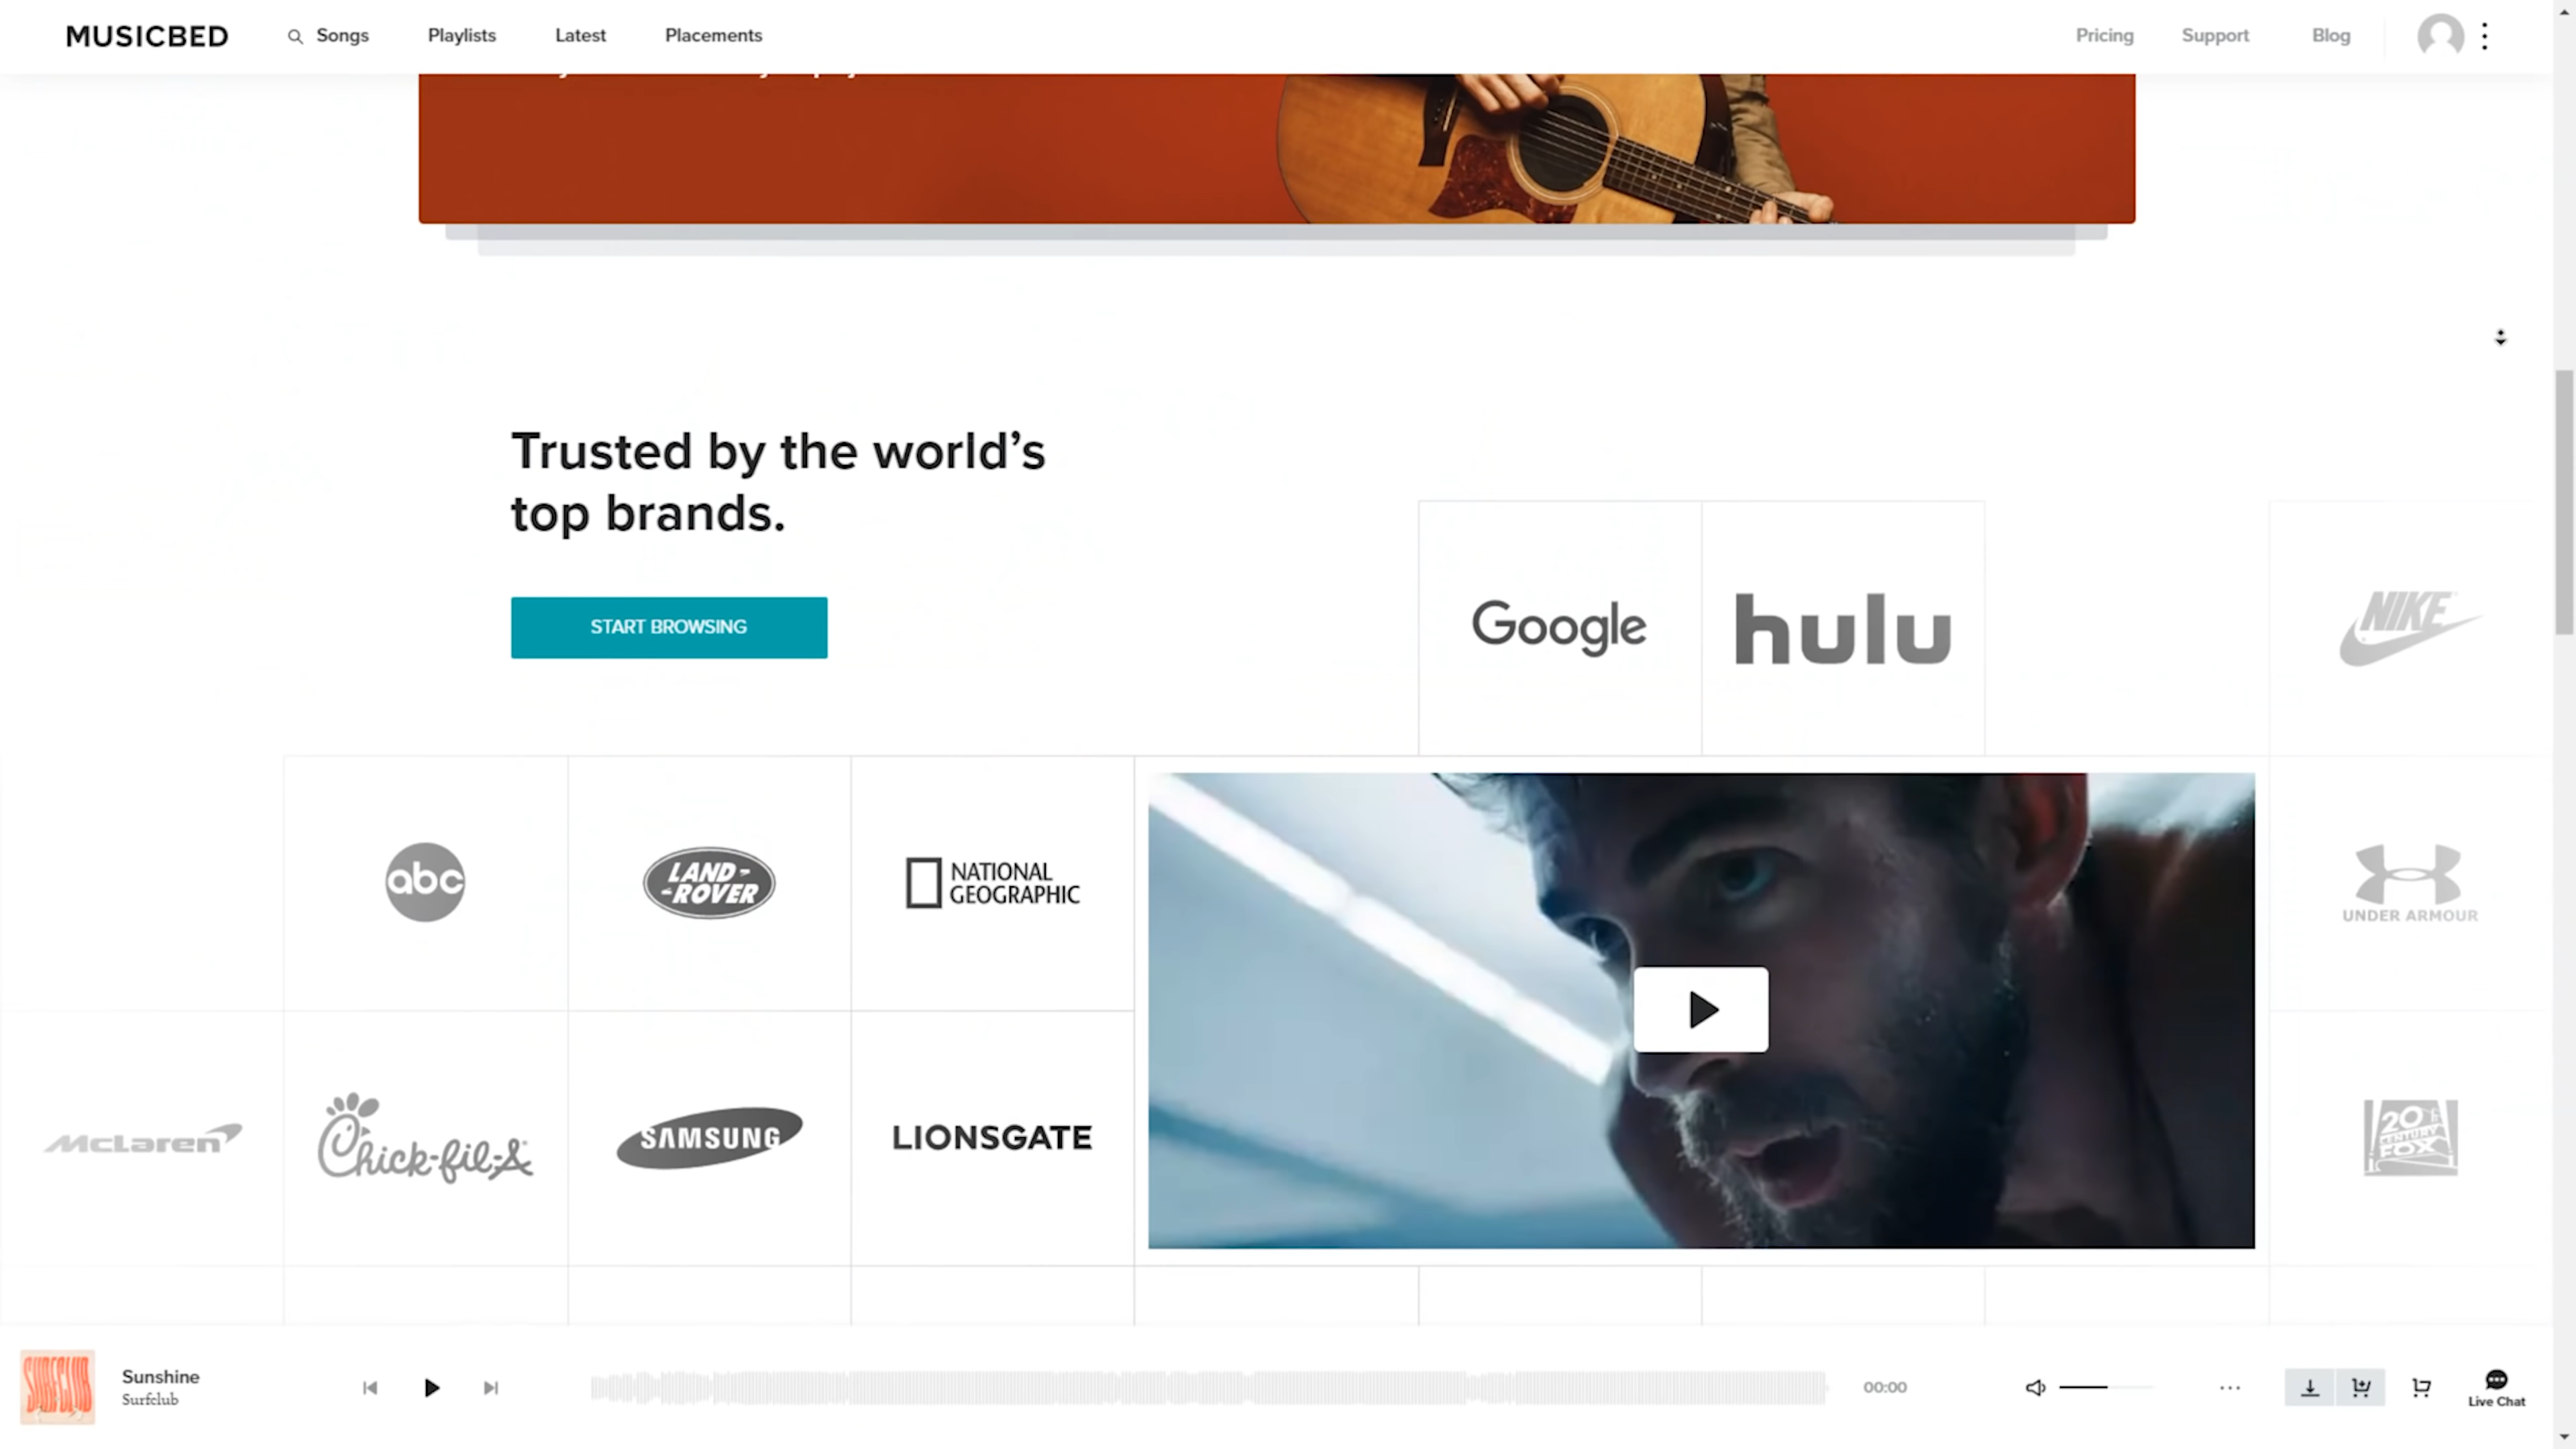 MUSICBED
Songs
Playlists
Latest
Placements
Pricing
Support
Blog
Trusted by the world’s
top brands.
START BROWSING
Google
hulu
NIKE
abc
LAND
ROVER
NATIONAL
GEOGRAPHIC
UNDER ARMOUR
McLaren
Chick-fil-A
SAMSUNG
LIONSGATE
20TH
CENTURY
FOX
SURFCLUB
Sunshine
Surfclub
00:00
Live Chat